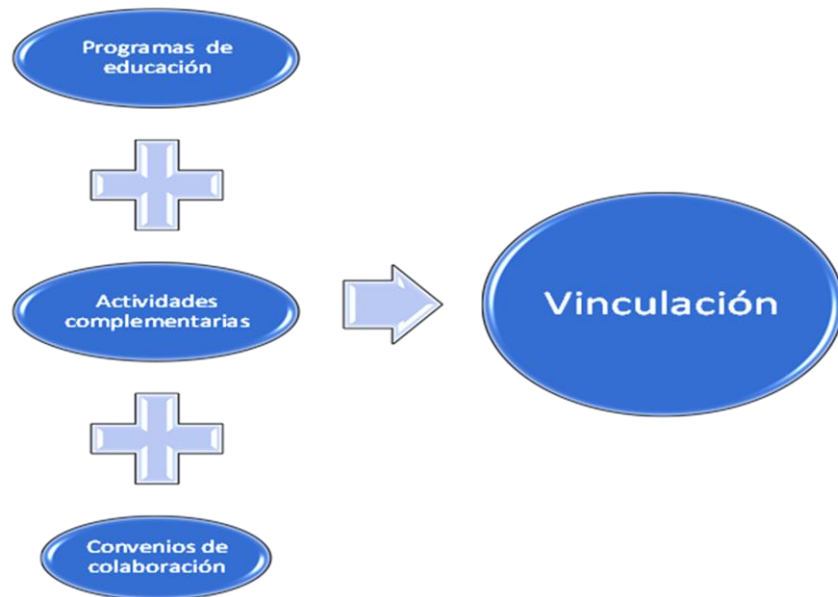 Programas de
educación
Actividades
complementarias
Vinculación
Convenios de
colaboración